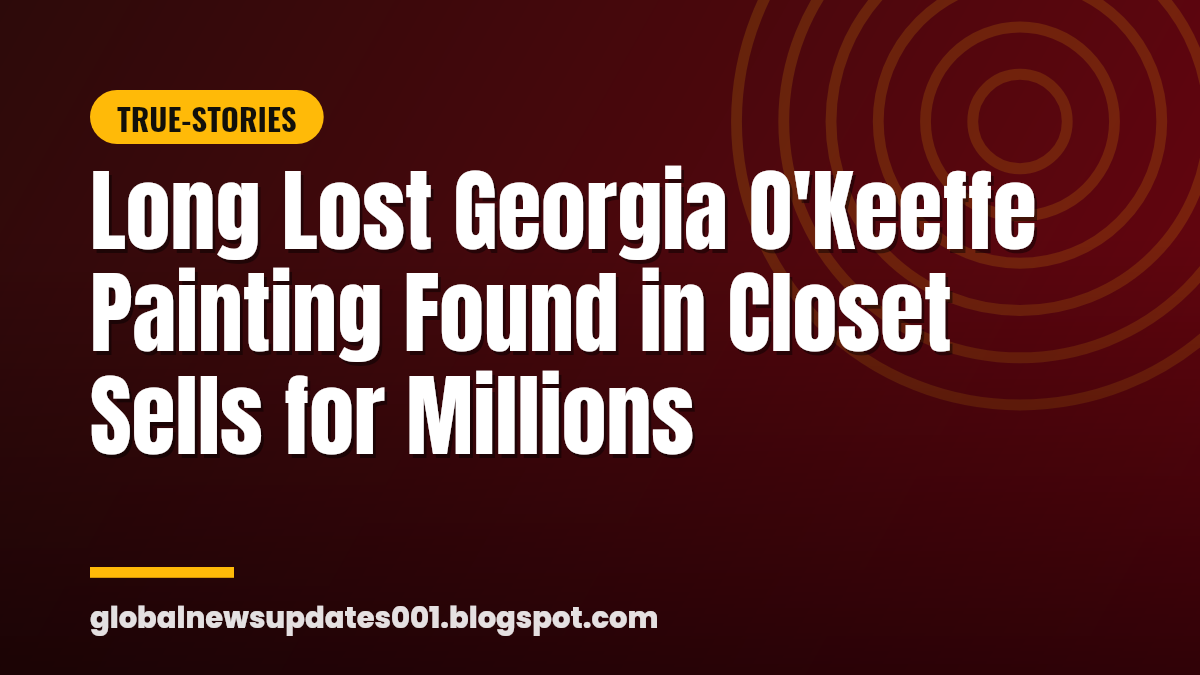 TRUE-STORIES
Long Lost Georgia O'Keeffe
Painting Found in Closet
Sells for Millions
globalnewsupdates001.blogspot.com